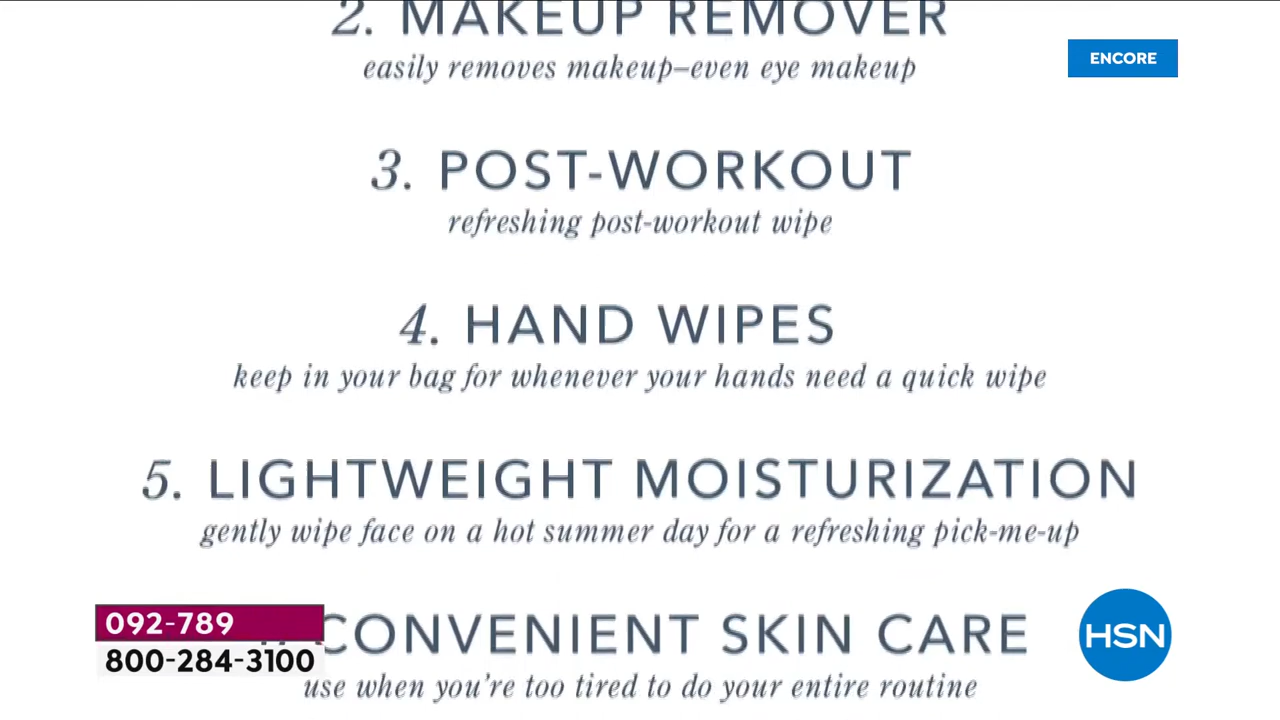 2. MAKEUP REMOVER
easily removes makeup–even eye makeup
ENCORE
3. POST-WORKOUT
refreshing post-workout wipe
4. HAND WIPES
keep in your bag for whenever your hands need a quick wipe
5. LIGHTWEIGHT MOISTURIZATION
gently wipe face on a hot summer day for a refreshing pick-me-up
CONVENIENT SKIN CARE
use when you're too tired to do your entire routine
092-789
800-284-3100
HSN